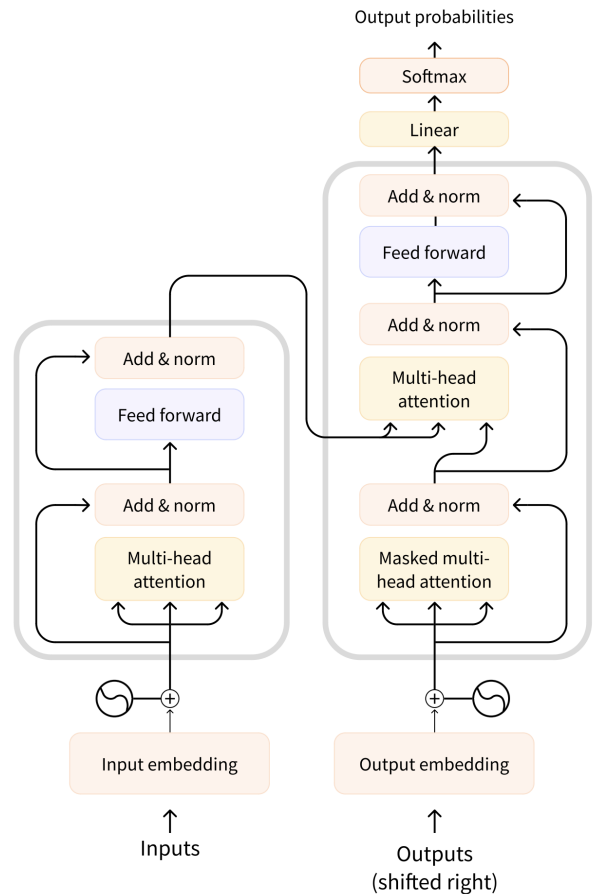 Output probabilities
Softmax
Linear
Add & norm
Feed forward
Add & norm
Multi-head
attention
Add & norm
Masked multi-
head attention
Add & norm
Feed forward
Add & norm
Multi-head
attention
Input embedding
Output embedding
Inputs
Outputs
(shifted right)